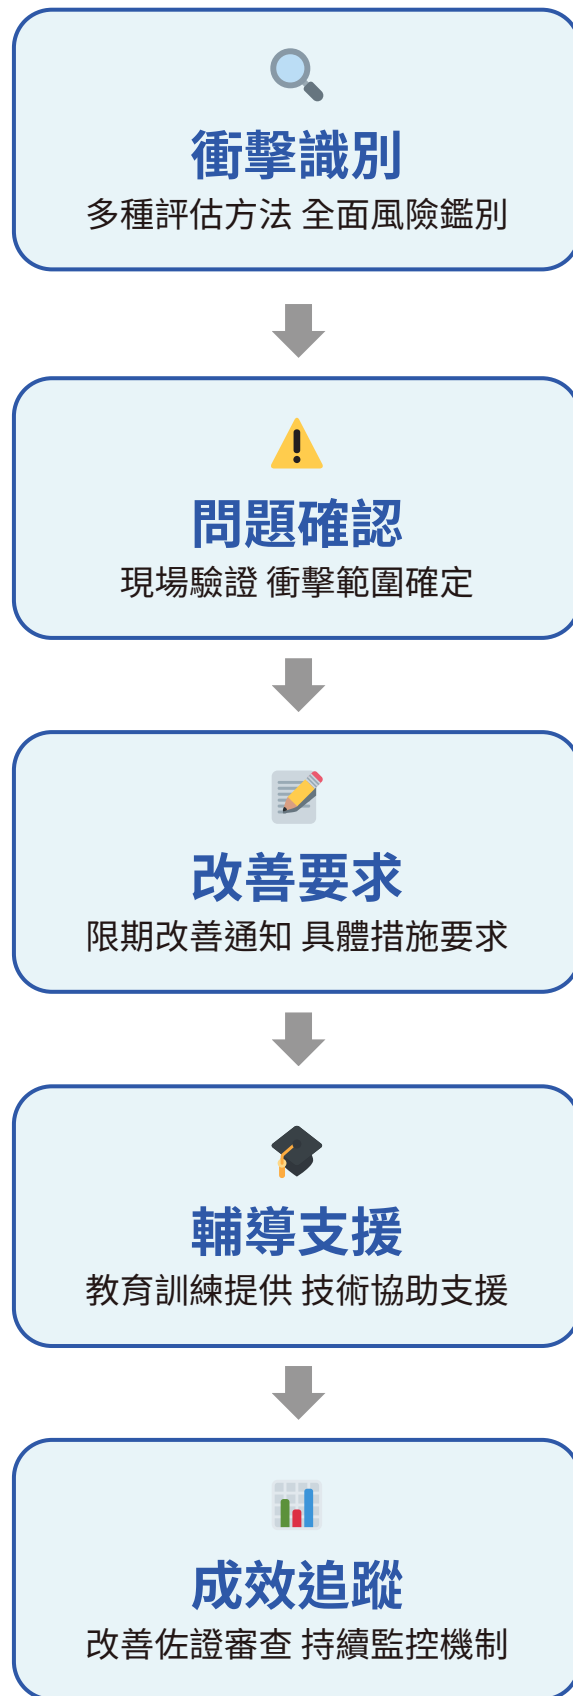 衝擊識別
多種評估方法 全面風險鑑別
問題確認
現場驗證 衝擊範圍確定
改善要求
限期改善通知 具體措施要求
輔導支援
教育訓練提供 技術協助支援
成效追蹤
改善佐證審查 持續監控機制